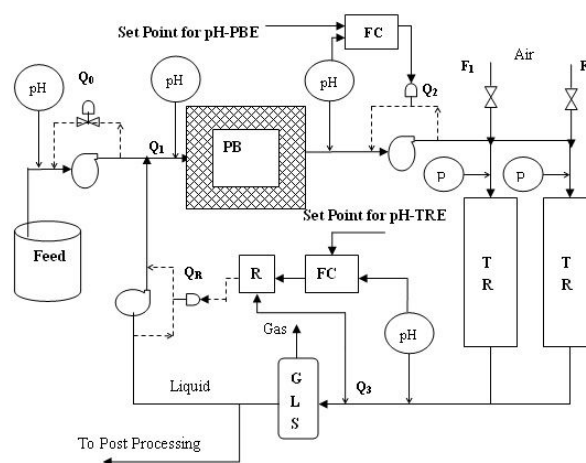 Set Point for pH-PBE
FC
Air
F₁
F
pH
Q₀
pH
pH
Q₂
Q₁
PB
P
P
Feed
Set Point for pH-TRE
T
R
T
R
Q_R
R
FC
Gas
pH
G
L
S
Q₃
Liquid
To Post Processing